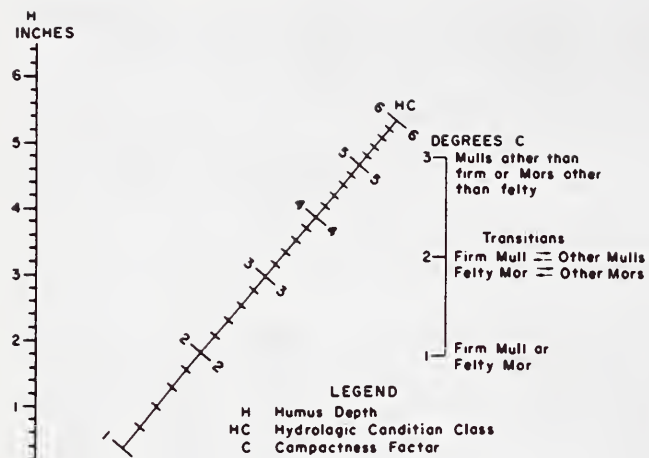 H
INCHES
6
5
4
3
2
1
6 HC
6
5
5
4
4
3
3
2
2
1
DEGREES C
3 Mulls other than
firm or Mors other
than felty
Transitions
2 Firm Mull ⇌ Other Mulls
Felty Mor ⇌ Other Mors
1 Firm Mull or
Felty Mor
LEGEND
H Humus Depth
HC Hydrologic Condition Class
C Compactness Factor